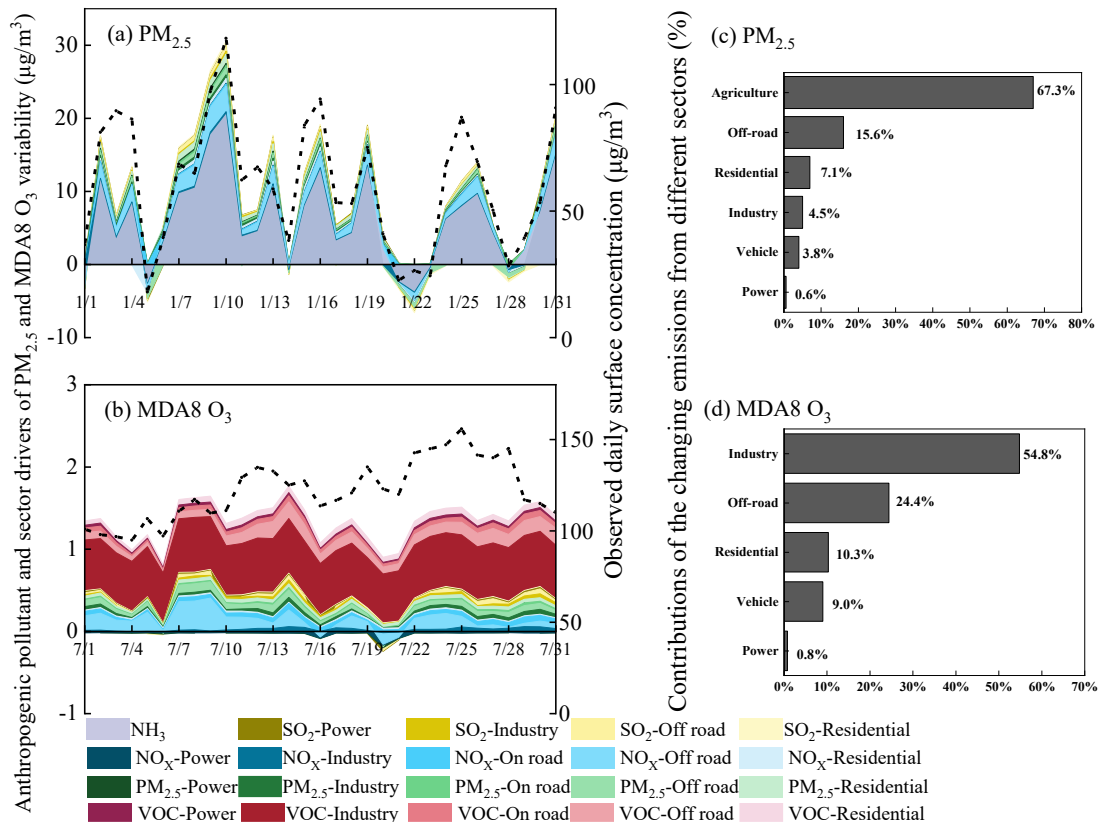 Anthropogenic pollutant and sector drivers of PM2.5 and MDA8 O3 variability (μg/m³)
(a) PM2.5
30
20
10
0
-10
1/1 1/4 1/7 1/10 1/13 1/16 1/19 1/22 1/25 1/28 1/31
100
50
0
(b) MDA8 O3
3
2
1
0
-1
7/1 7/4 7/7 7/10 7/13 7/16 7/19 7/22 7/25 7/28 7/31
150
100
50
0
Observed daily surface concentration (μg/m³)
Contributions of the changing emissions from different sectors (%)
(c) PM2.5
Agriculture 67.3%
Off-road 15.6%
Residential 7.1%
Industry 4.5%
Vehicle 3.8%
Power 0.6%
0% 10% 20% 30% 40% 50% 60% 70% 80%
(d) MDA8 O3
Industry 54.8%
Off-road 24.4%
Residential 10.3%
Vehicle 9.0%
Power 0.8%
0% 10% 20% 30% 40% 50% 60% 70%
NH3 SO2-Power SO2-Industry SO2-Off road SO2-Residential
NOX-Power NOX-Industry NOX-On road NOX-Off road NOX-Residential
PM2.5-Power PM2.5-Industry PM2.5-On road PM2.5-Off road PM2.5-Residential
VOC-Power VOC-Industry VOC-On road VOC-Off road VOC-Residential